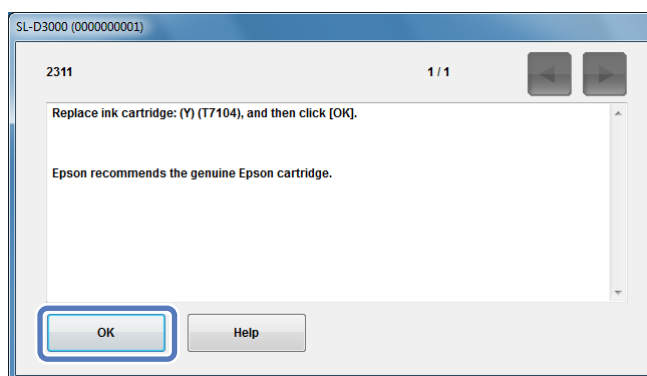 SL-D3000 (0000000001)
2311 1 / 1
Replace ink cartridge: (Y) (T7104), and then click [OK].
Epson recommends the genuine Epson cartridge.
OK Help